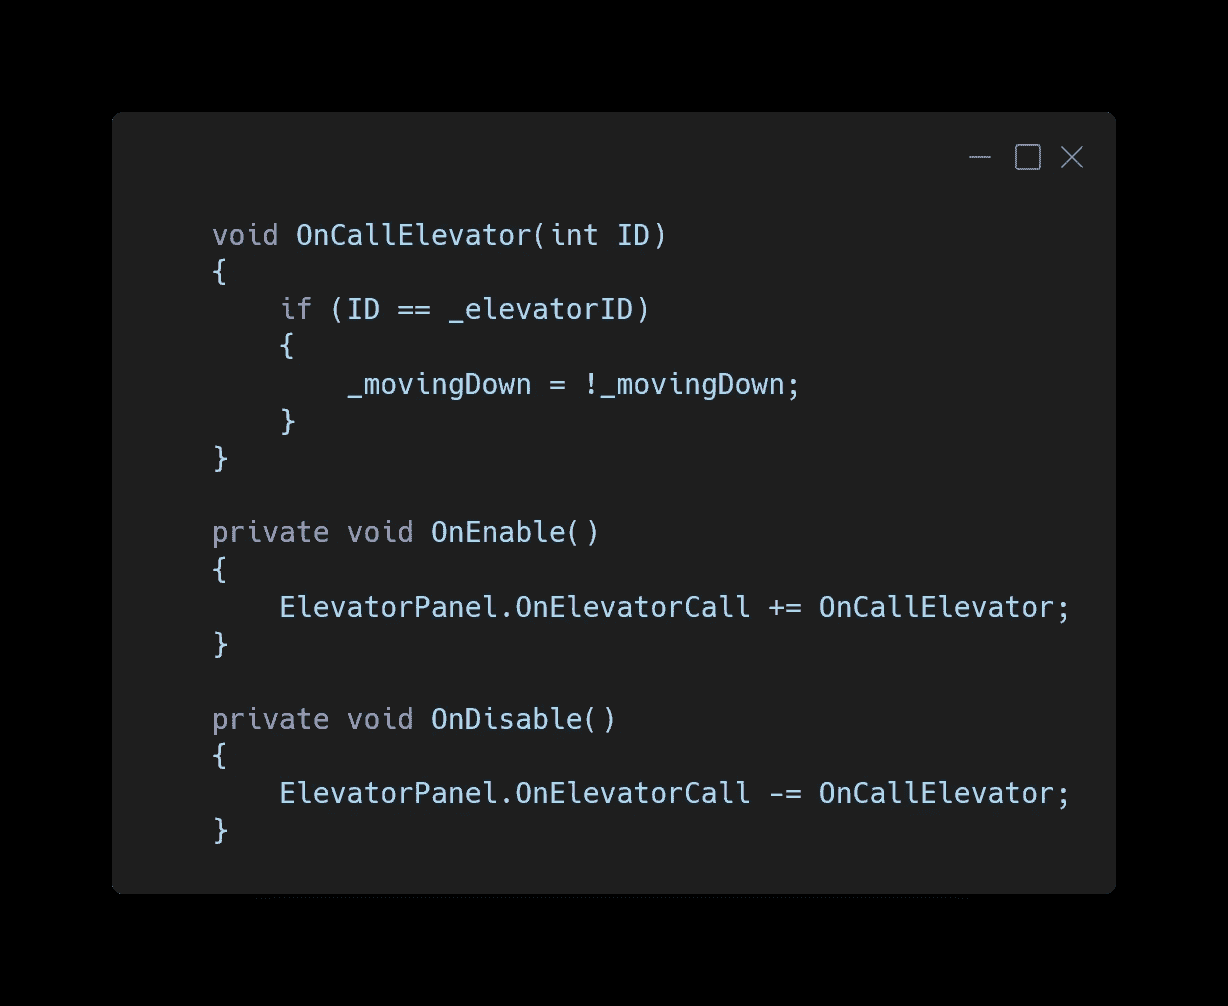 void OnCallElevator(int ID)
{
    if (ID == _elevatorID)
    {
        _movingDown = !_movingDown;
    }
}

private void OnEnable()
{
    ElevatorPanel.OnElevatorCall += OnCallElevator;
}

private void OnDisable()
{
    ElevatorPanel.OnElevatorCall -= OnCallElevator;
}